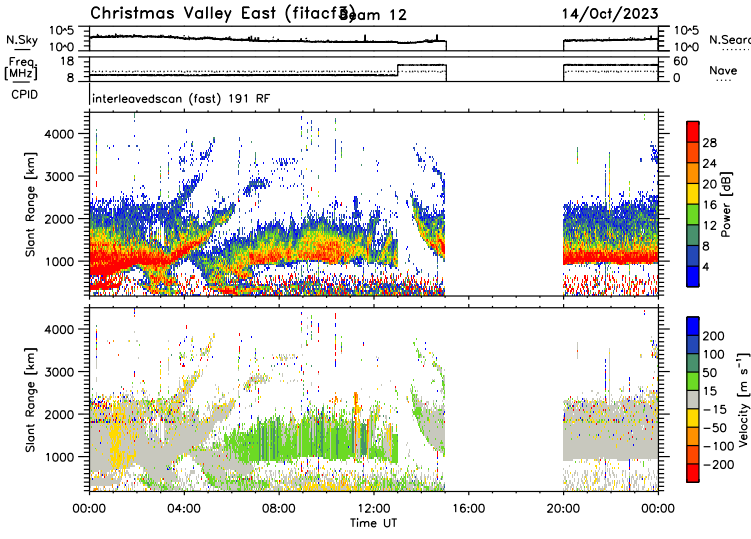 Christmas Valley East (fitacf3) Beam 12 14/Oct/2023
N.Sky 10^5 10^0 10^5 10^0 N.Searc
Freq. [MHz] 18 8 60 0 Nave
CPID interleavedscan (fast) 191 RF
Slant Range [km] 4000 3000 2000 1000
28 24 20 16 12 8 4 Power [dB]
Slant Range [km] 4000 3000 2000 1000
200 100 50 15 -15 -50 -100 -200 Velocity [m s⁻¹]
00:00 04:00 08:00 12:00 16:00 20:00 00:00
Time UT